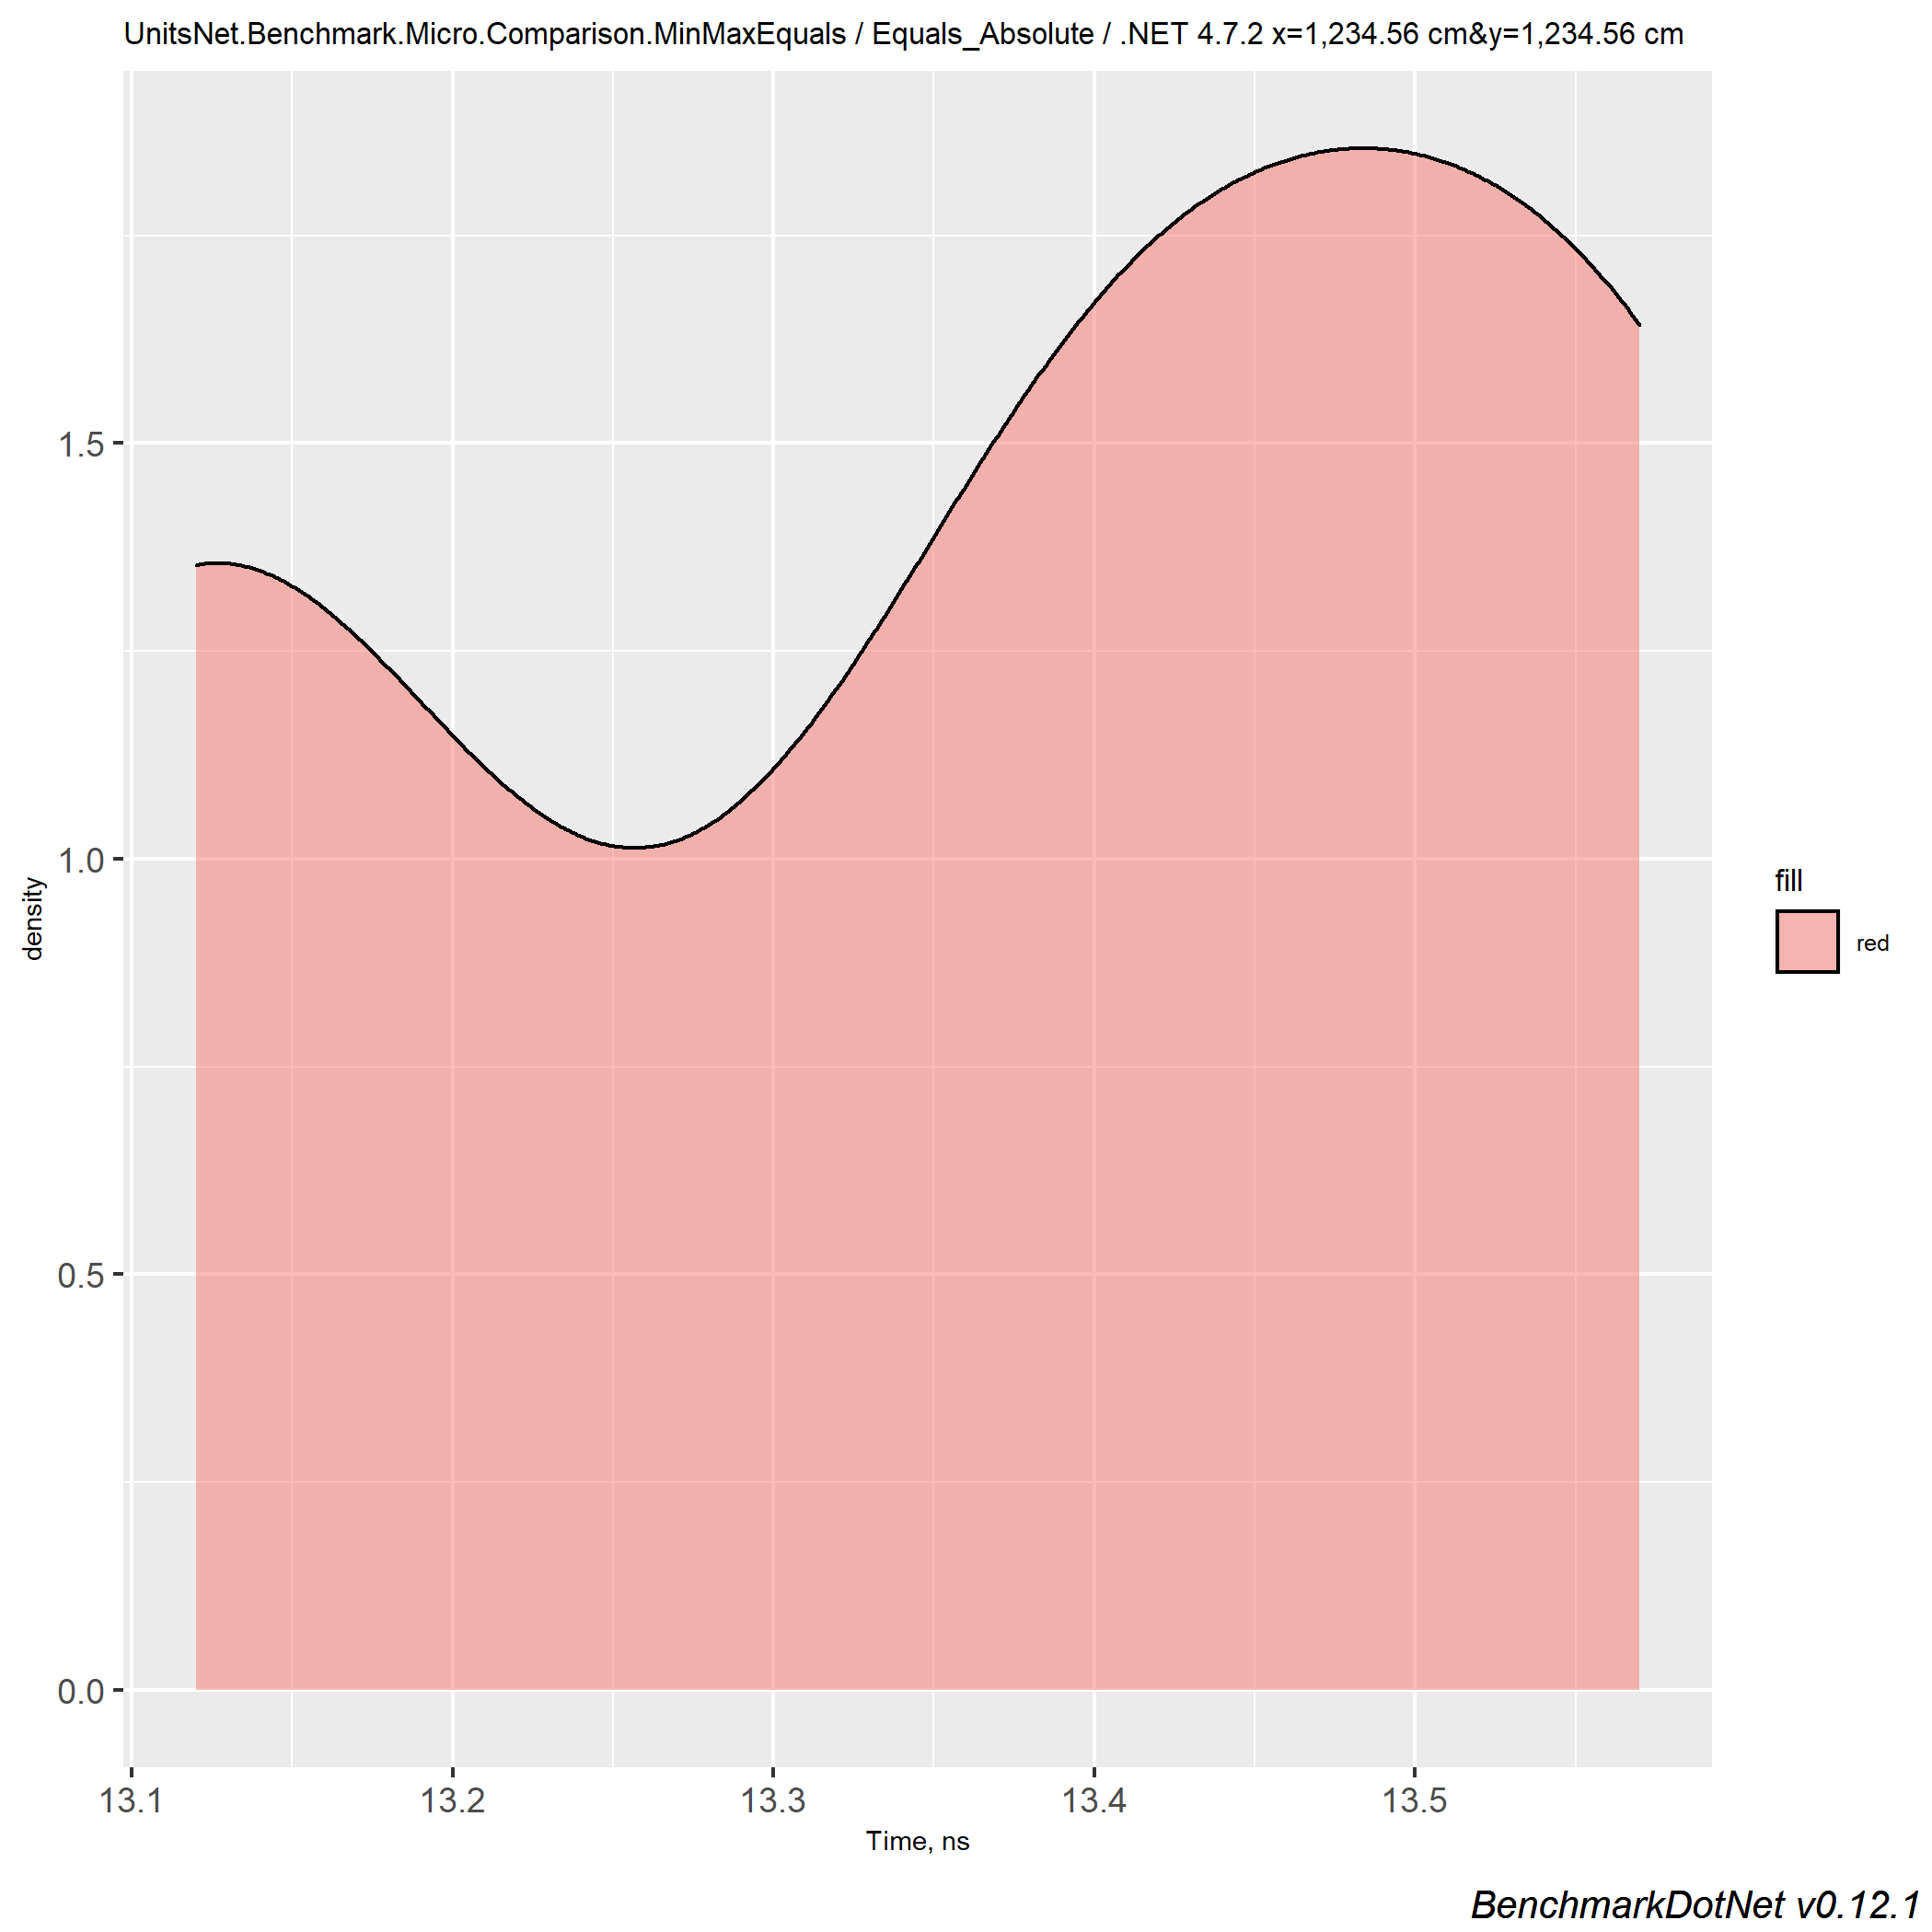 UnitsNet.Benchmark.Micro.Comparison.MinMaxEquals / Equals_Absolute / .NET 4.7.2 x=1,234.56 cm&y=1,234.56 cm
1.5
1.0
0.5
0.0
density
13.1 13.2 13.3 13.4 13.5
Time, ns
fill
red
BenchmarkDotNet v0.12.1